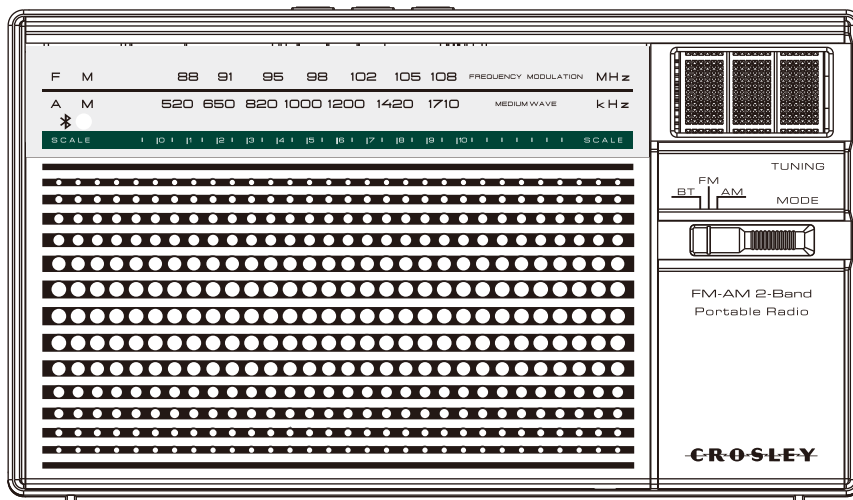 F M 88 91 95 98 102 105 108 FREQUENCY MODULATION MHz
A M 520 650 820 1000 1200 1420 1710 MEDIUM WAVE kHz
SCALE 0 1 2 3 4 5 6 7 8 9 10 SCALE
TUNING
FM
BT AM
MODE
FM-AM 2-Band
Portable Radio
CROSLEY